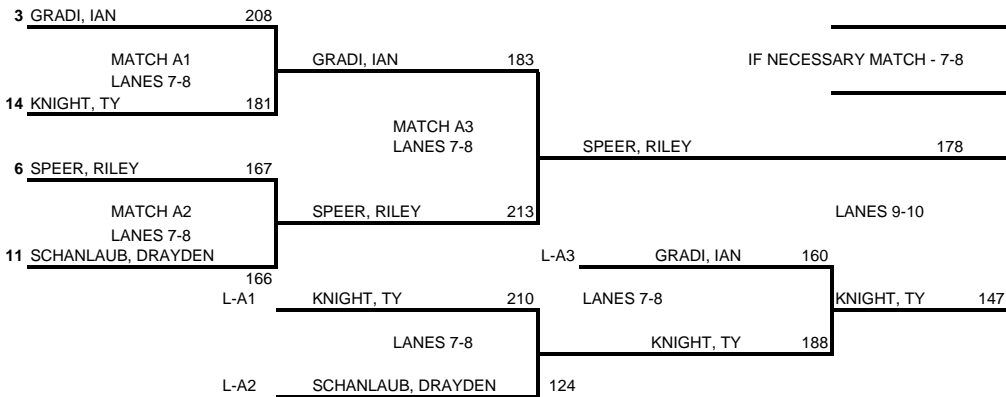 3 GRADI, IAN 208
MATCH A1
GRADI, IAN 183
IF NECESSARY MATCH - 7-8
LANES 7-8
14 KNIGHT, TY 181
MATCH A3
LANES 7-8
SPEER, RILEY 178
6 SPEER, RILEY 167
MATCH A2
SPEER, RILEY 213
LANES 9-10
LANES 7-8
11 SCHANLAUB, DRAYDEN
166
L-A3 GRADI, IAN 160
L-A1 KNIGHT, TY 210
LANES 7-8
KNIGHT, TY 147
LANES 7-8
KNIGHT, TY 188
L-A2 SCHANLAUB, DRAYDEN 124